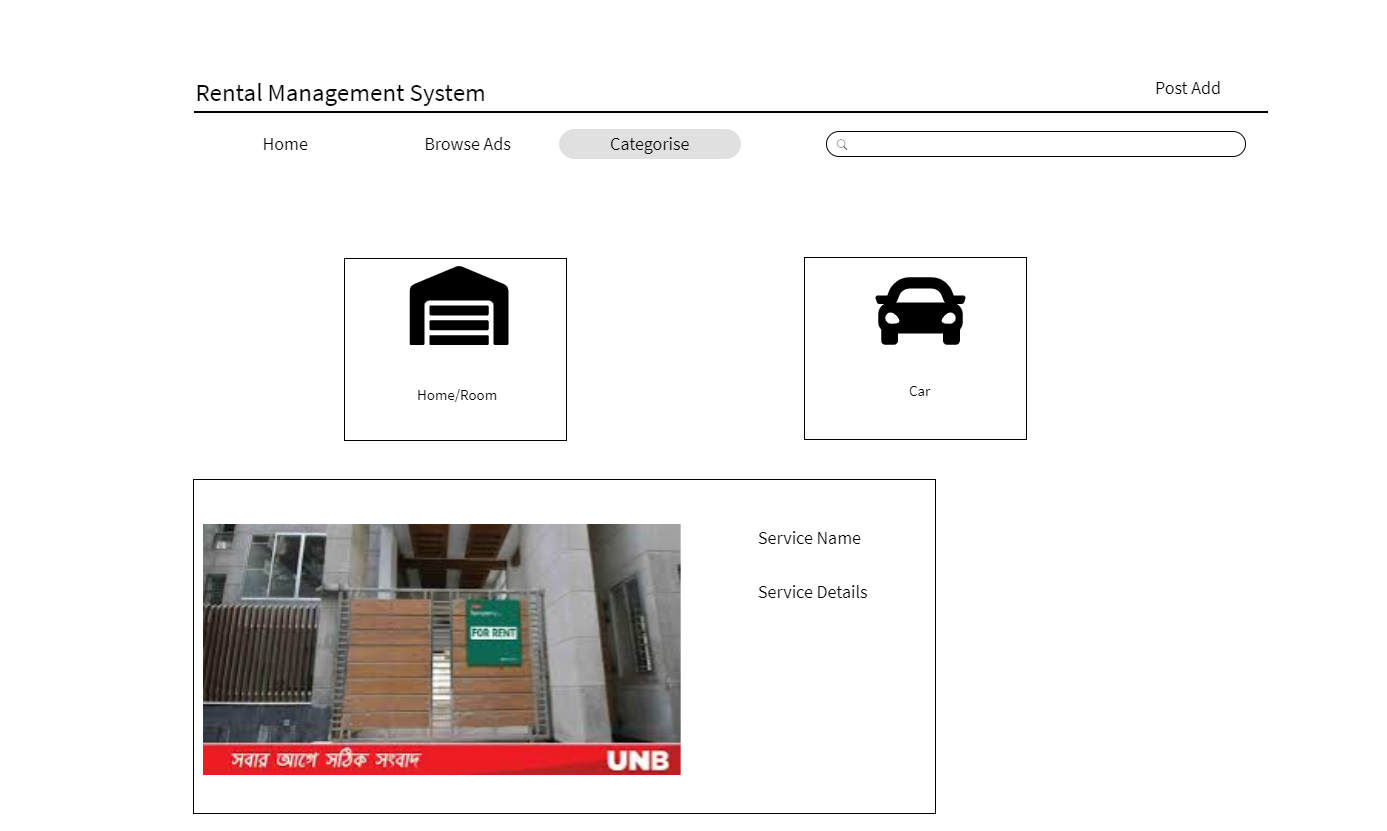 Rental Management System
Post Add
Home
Browse Ads
Categorise
Home/Room
Car
Service Name
Service Details
FOR RENT
সবার আগে সঠিক সংবাদ
UNB